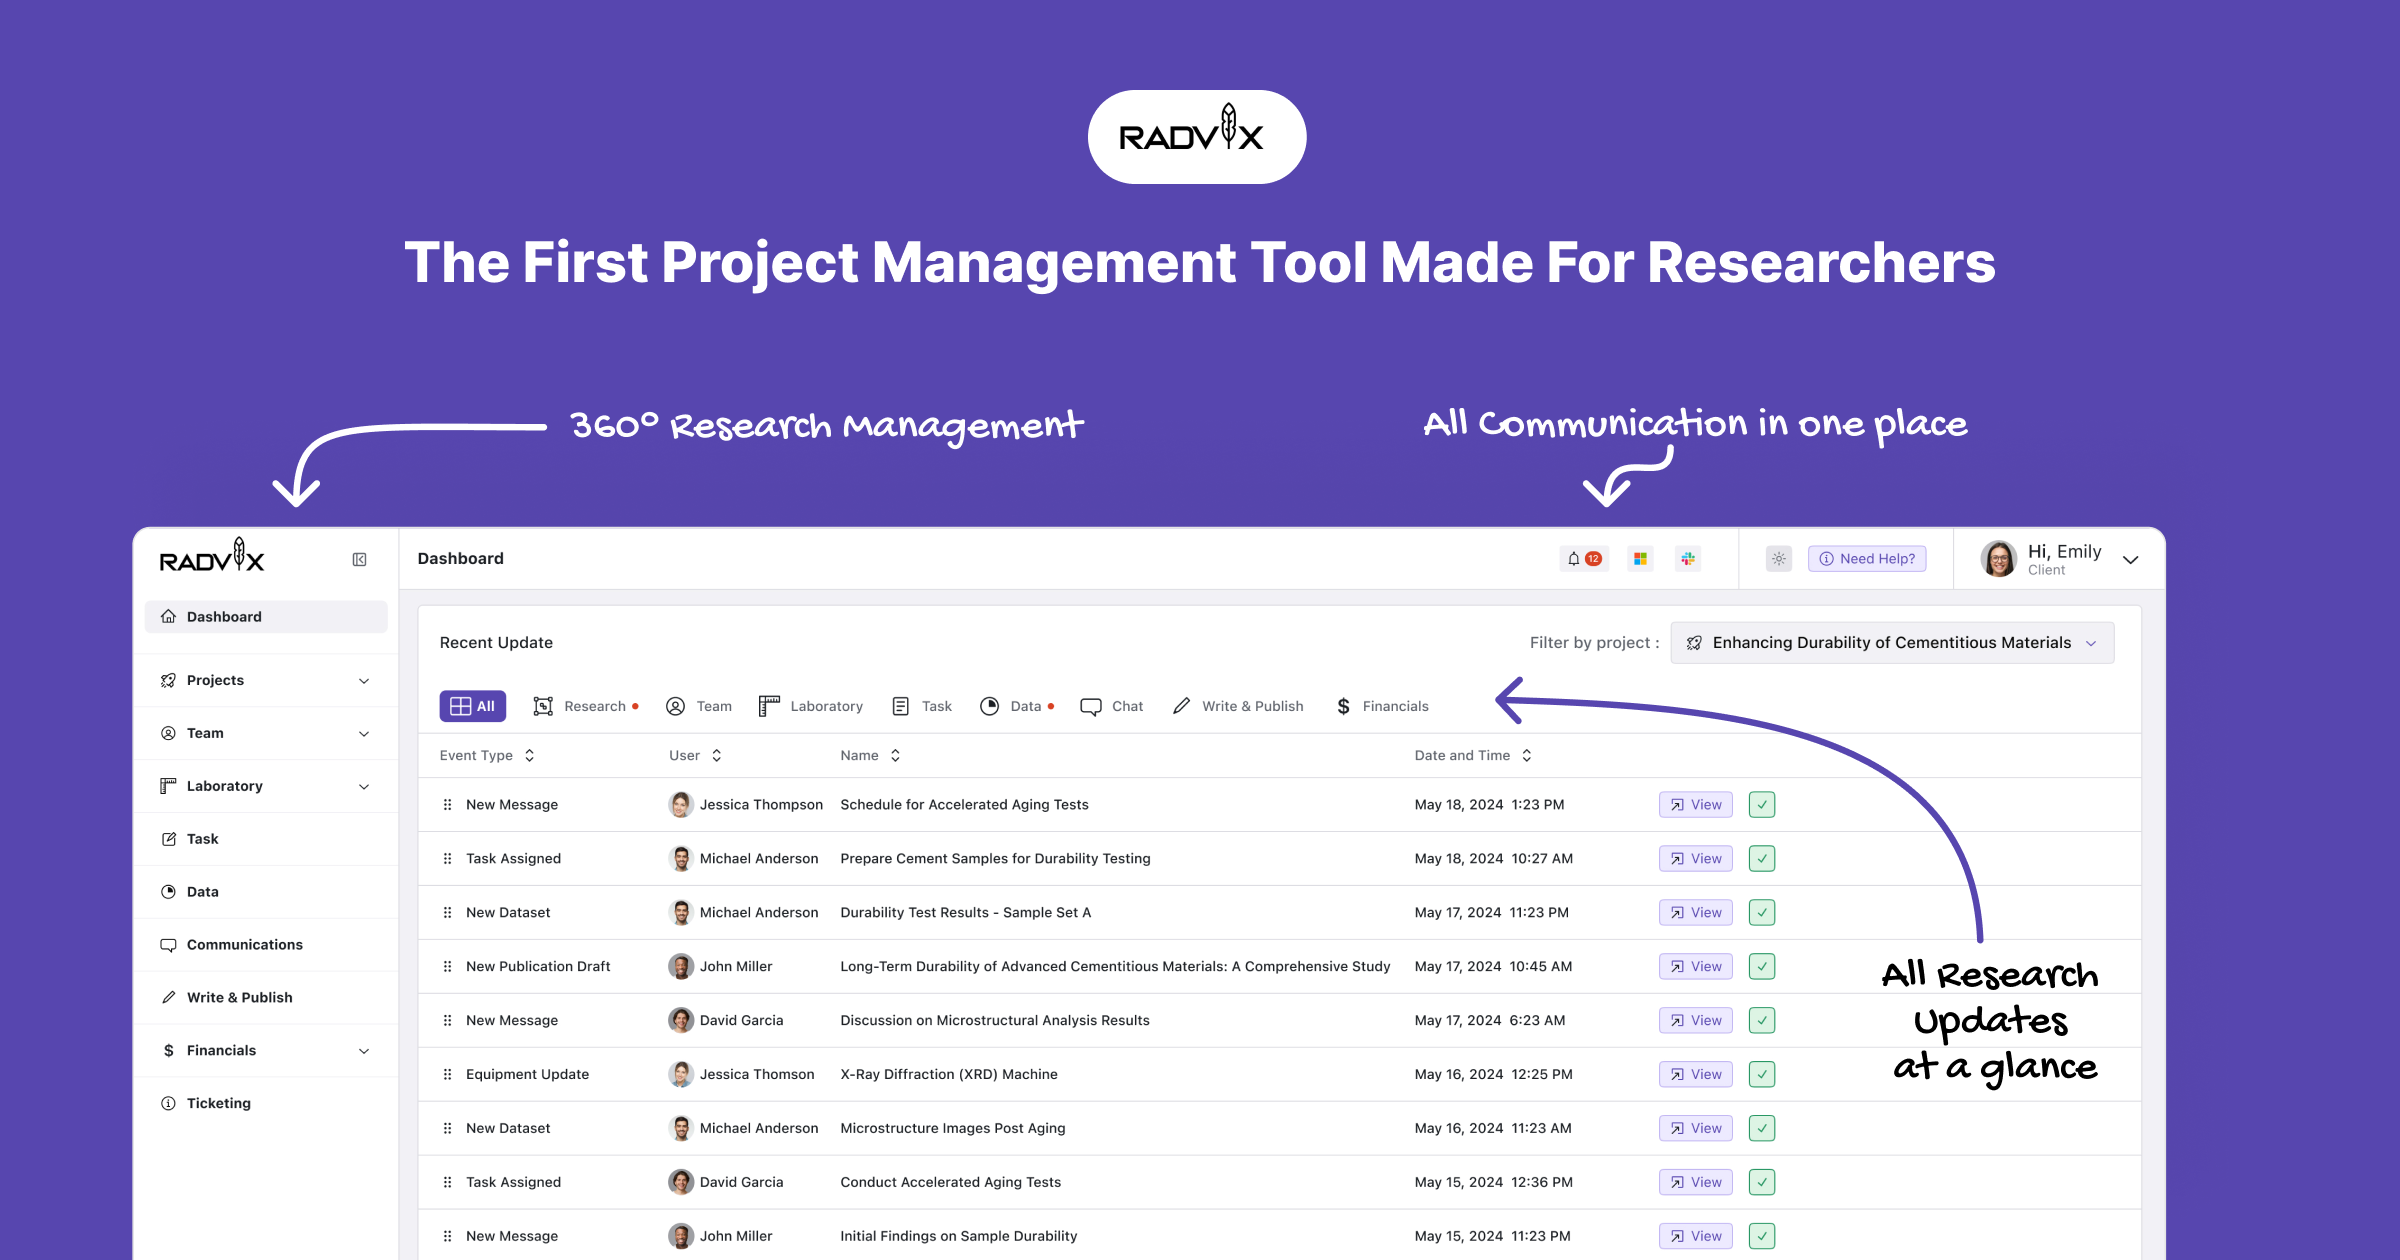 RADVIX
The First Project Management Tool Made For Researchers
360° Research Management
All Communication in one place
RADVIX
Dashboard
12
Need Help?
Hi, Emily
Client
Dashboard
Projects
Team
Laboratory
Task
Data
Communications
Write & Publish
Financials
Ticketing
Recent Update
Filter by project : Enhancing Durability of Cementitious Materials
All Research Team Laboratory Task Data Chat Write & Publish $ Financials
Event Type User Name Date and Time
New Message Jessica Thompson Schedule for Accelerated Aging Tests May 18, 2024 1:23 PM View
Task Assigned Michael Anderson Prepare Cement Samples for Durability Testing May 18, 2024 10:27 AM View
New Dataset Michael Anderson Durability Test Results - Sample Set A May 17, 2024 11:23 PM View
New Publication Draft John Miller Long-Term Durability of Advanced Cementitious Materials: A Comprehensive Study May 17, 2024 10:45 AM View
New Message David Garcia Discussion on Microstructural Analysis Results May 17, 2024 6:23 AM View
Equipment Update Jessica Thomson X-Ray Diffraction (XRD) Machine May 16, 2024 12:25 PM View
New Dataset Michael Anderson Microstructure Images Post Aging May 16, 2024 11:23 AM View
Task Assigned David Garcia Conduct Accelerated Aging Tests May 15, 2024 12:36 PM View
New Message John Miller Initial Findings on Sample Durability May 15, 2024 11:23 PM View
All Research
Updates
at a glance